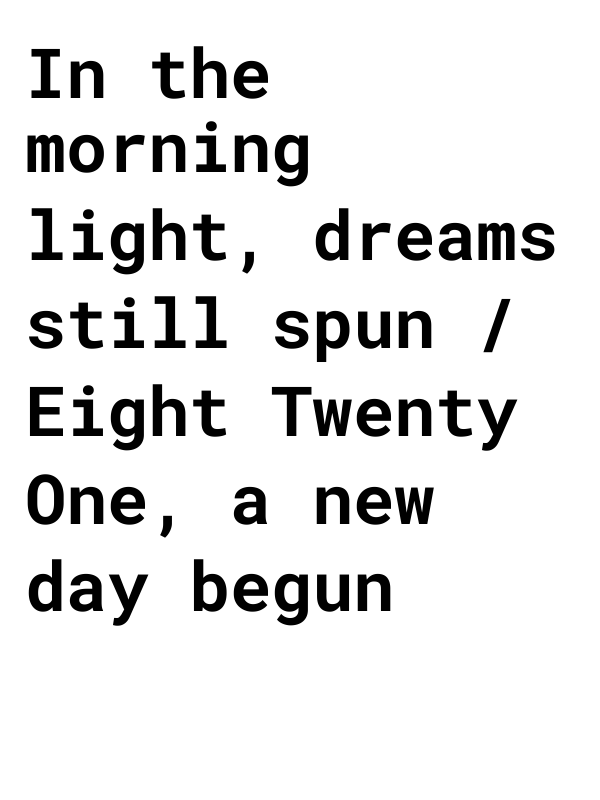 In the
morning
light, dreams
still spun /
Eight Twenty
One, a new
day begun